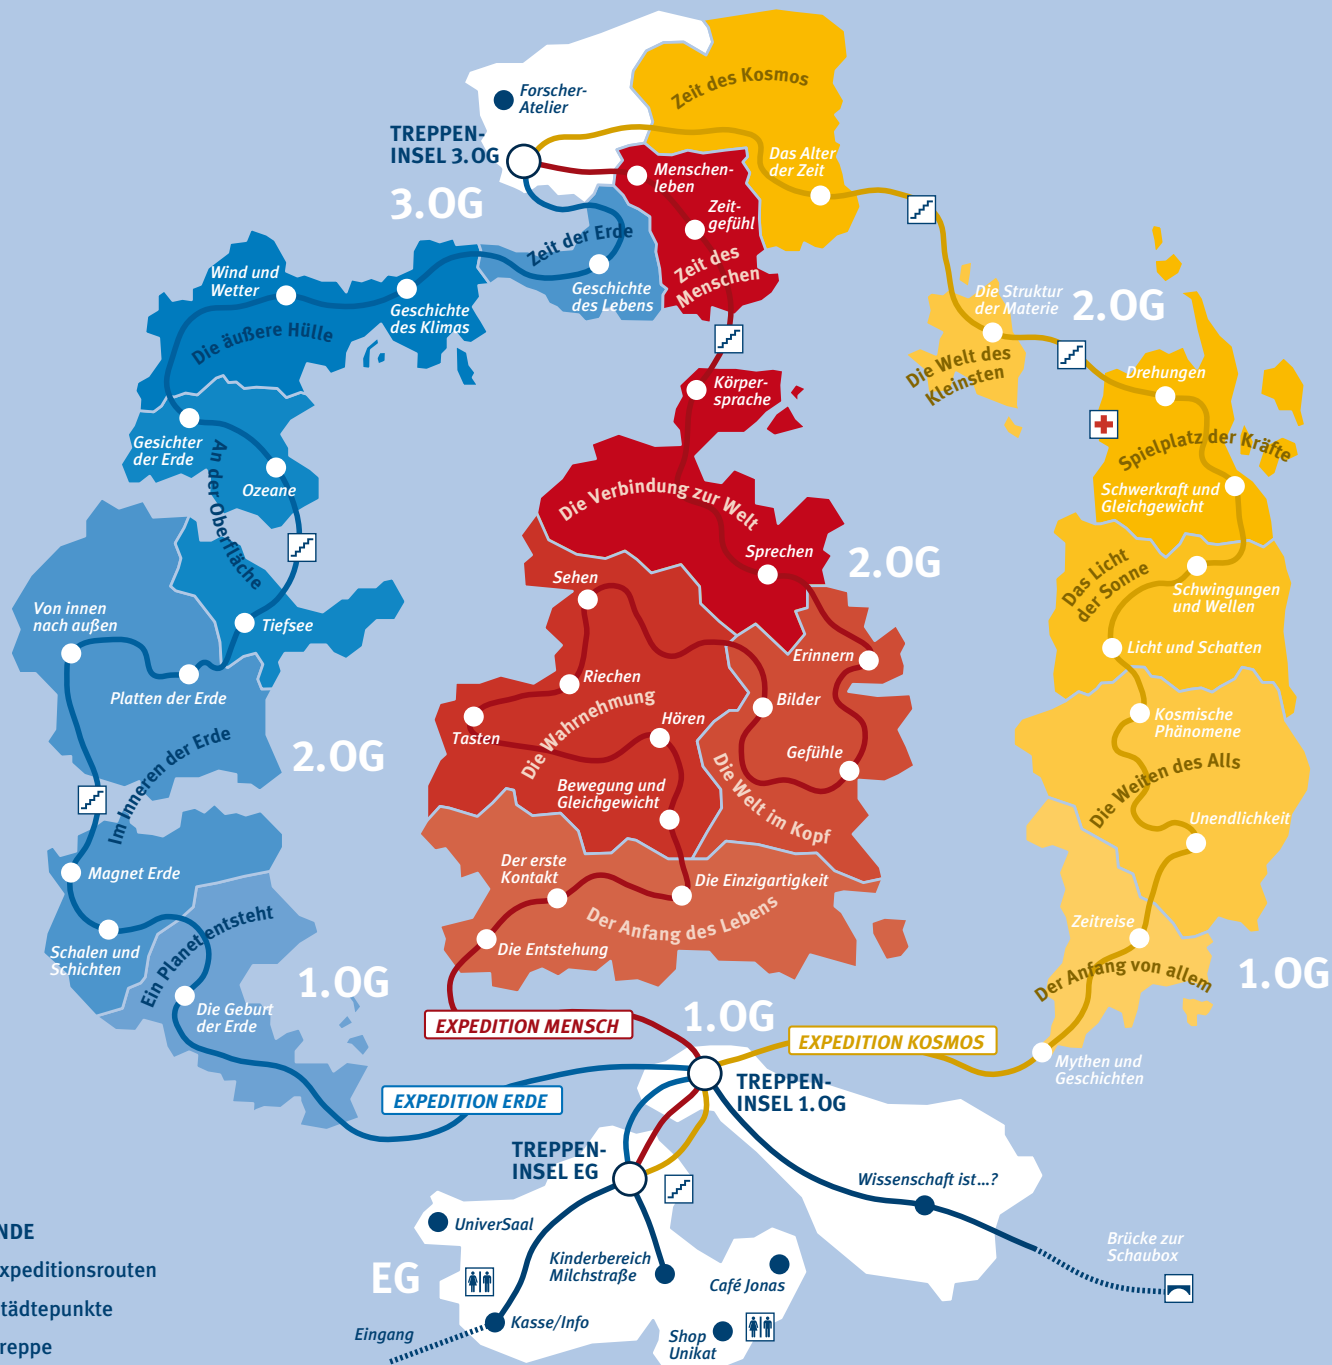 Zeit des Kosmos
Forscher-
Atelier
TREPPEN-
INSEL 3.OG
3.OG
Das Alter
der Zeit
Menschen-
leben
Zeit-
gefühl
Zeit des
Menschen
Zeit der Erde
Geschichte
des Lebens
Wind und
Wetter
Geschichte
des Klimas
Die äußere Hülle
Die Struktur
der Materie
2.OG
Die Welt des
Kleinsten
Drehungen
Spielplatz der Kräfte
Schwerkraft und
Gleichgewicht
Körper-
sprache
Gesichter
der Erde
Ozeane
An der Oberfläche
Tiefsee
Die Verbindung zur Welt
Sprechen
2.OG
Das Licht
der Sonne
Schwingungen
und Wellen
Licht und Schatten
Von innen
nach außen
Platten der Erde
Im Inneren der Erde
2.OG
Sehen
Riechen
Tasten
Die Wahrnehmung
Hören
Bewegung und
Gleichgewicht
Erinnern
Bilder
Gefühle
Die Welt im Kopf
Kosmische
Phänomene
Die Weiten des Alls
Unendlichkeit
Magnet Erde
Schalen und
Schichten
Ein Planet entsteht
Die Geburt
der Erde
1.OG
Der erste
Kontakt
Die Einzigartigkeit
Der Anfang des Lebens
Die Entstehung
Zeitreise
Der Anfang von allem
1.OG
Mythen und
Geschichten
EXPEDITION MENSCH
1.OG
EXPEDITION KOSMOS
EXPEDITION ERDE
TREPPEN-
INSEL 1.OG
TREPPEN-
INSEL EG
Wissenschaft ist...?
Brücke zur
Schaubox
UniverSaal
EG
Kinderbereich
Milchstraße
Café Jonas
Kasse/Info
Shop
Unikat
Eingang
NDE
xpeditionsrouten
tädtepunkte
reppe